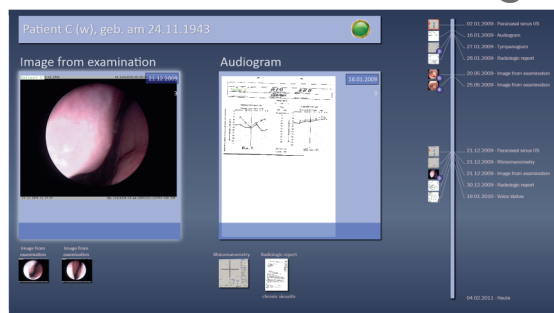 Patient C (w), geb. am 24.11.1943
Image from examination
Audiogram
21.12.2009
3
16.01.2009
Image from
examination
Image from
examination
Rhinomanometry
Radiologic report
chronic sinusitis
02.01.2009 - Paranasal sinus US
16.01.2009 - Audiogram
27.01.2009 - Tympanogram
28.01.2009 - Radiologic report
20.05.2009 - Image from examination
25.05.2009 - Image from examination
21.12.2009 - Paranasal sinus US
21.12.2009 - Rhinomanometry
21.12.2009 - Image from examination
30.12.2009 - Radiologic report
18.01.2010 - Voice status
04.02.2011 - Heute